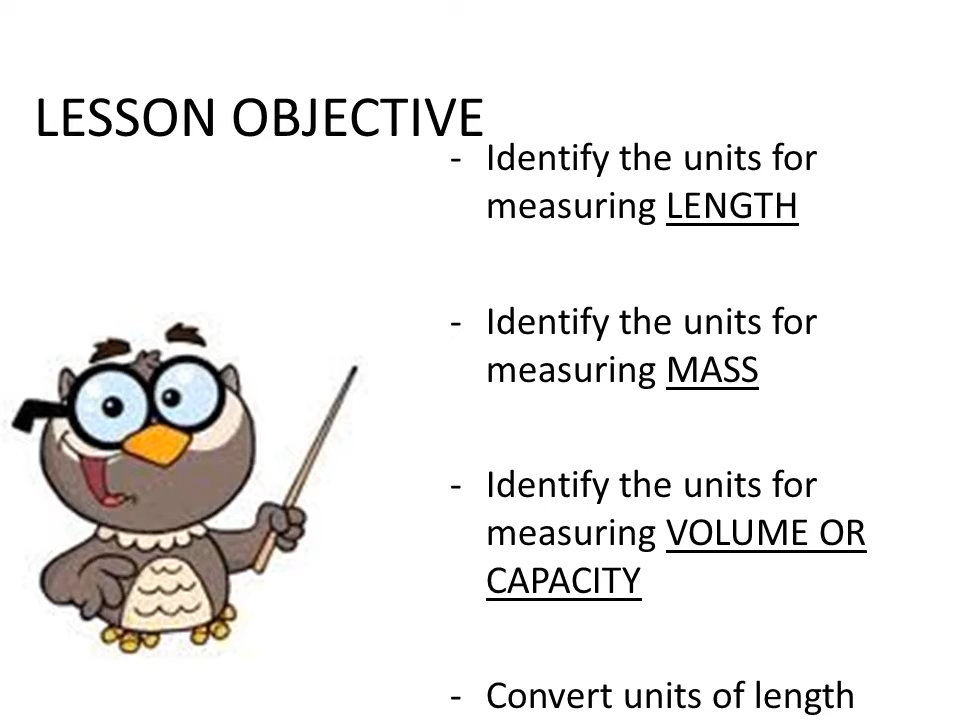 LESSON OBJECTIVE
- Identify the units for
measuring LENGTH
- Identify the units for
measuring MASS
- Identify the units for
measuring VOLUME OR
CAPACITY
- Convert units of length